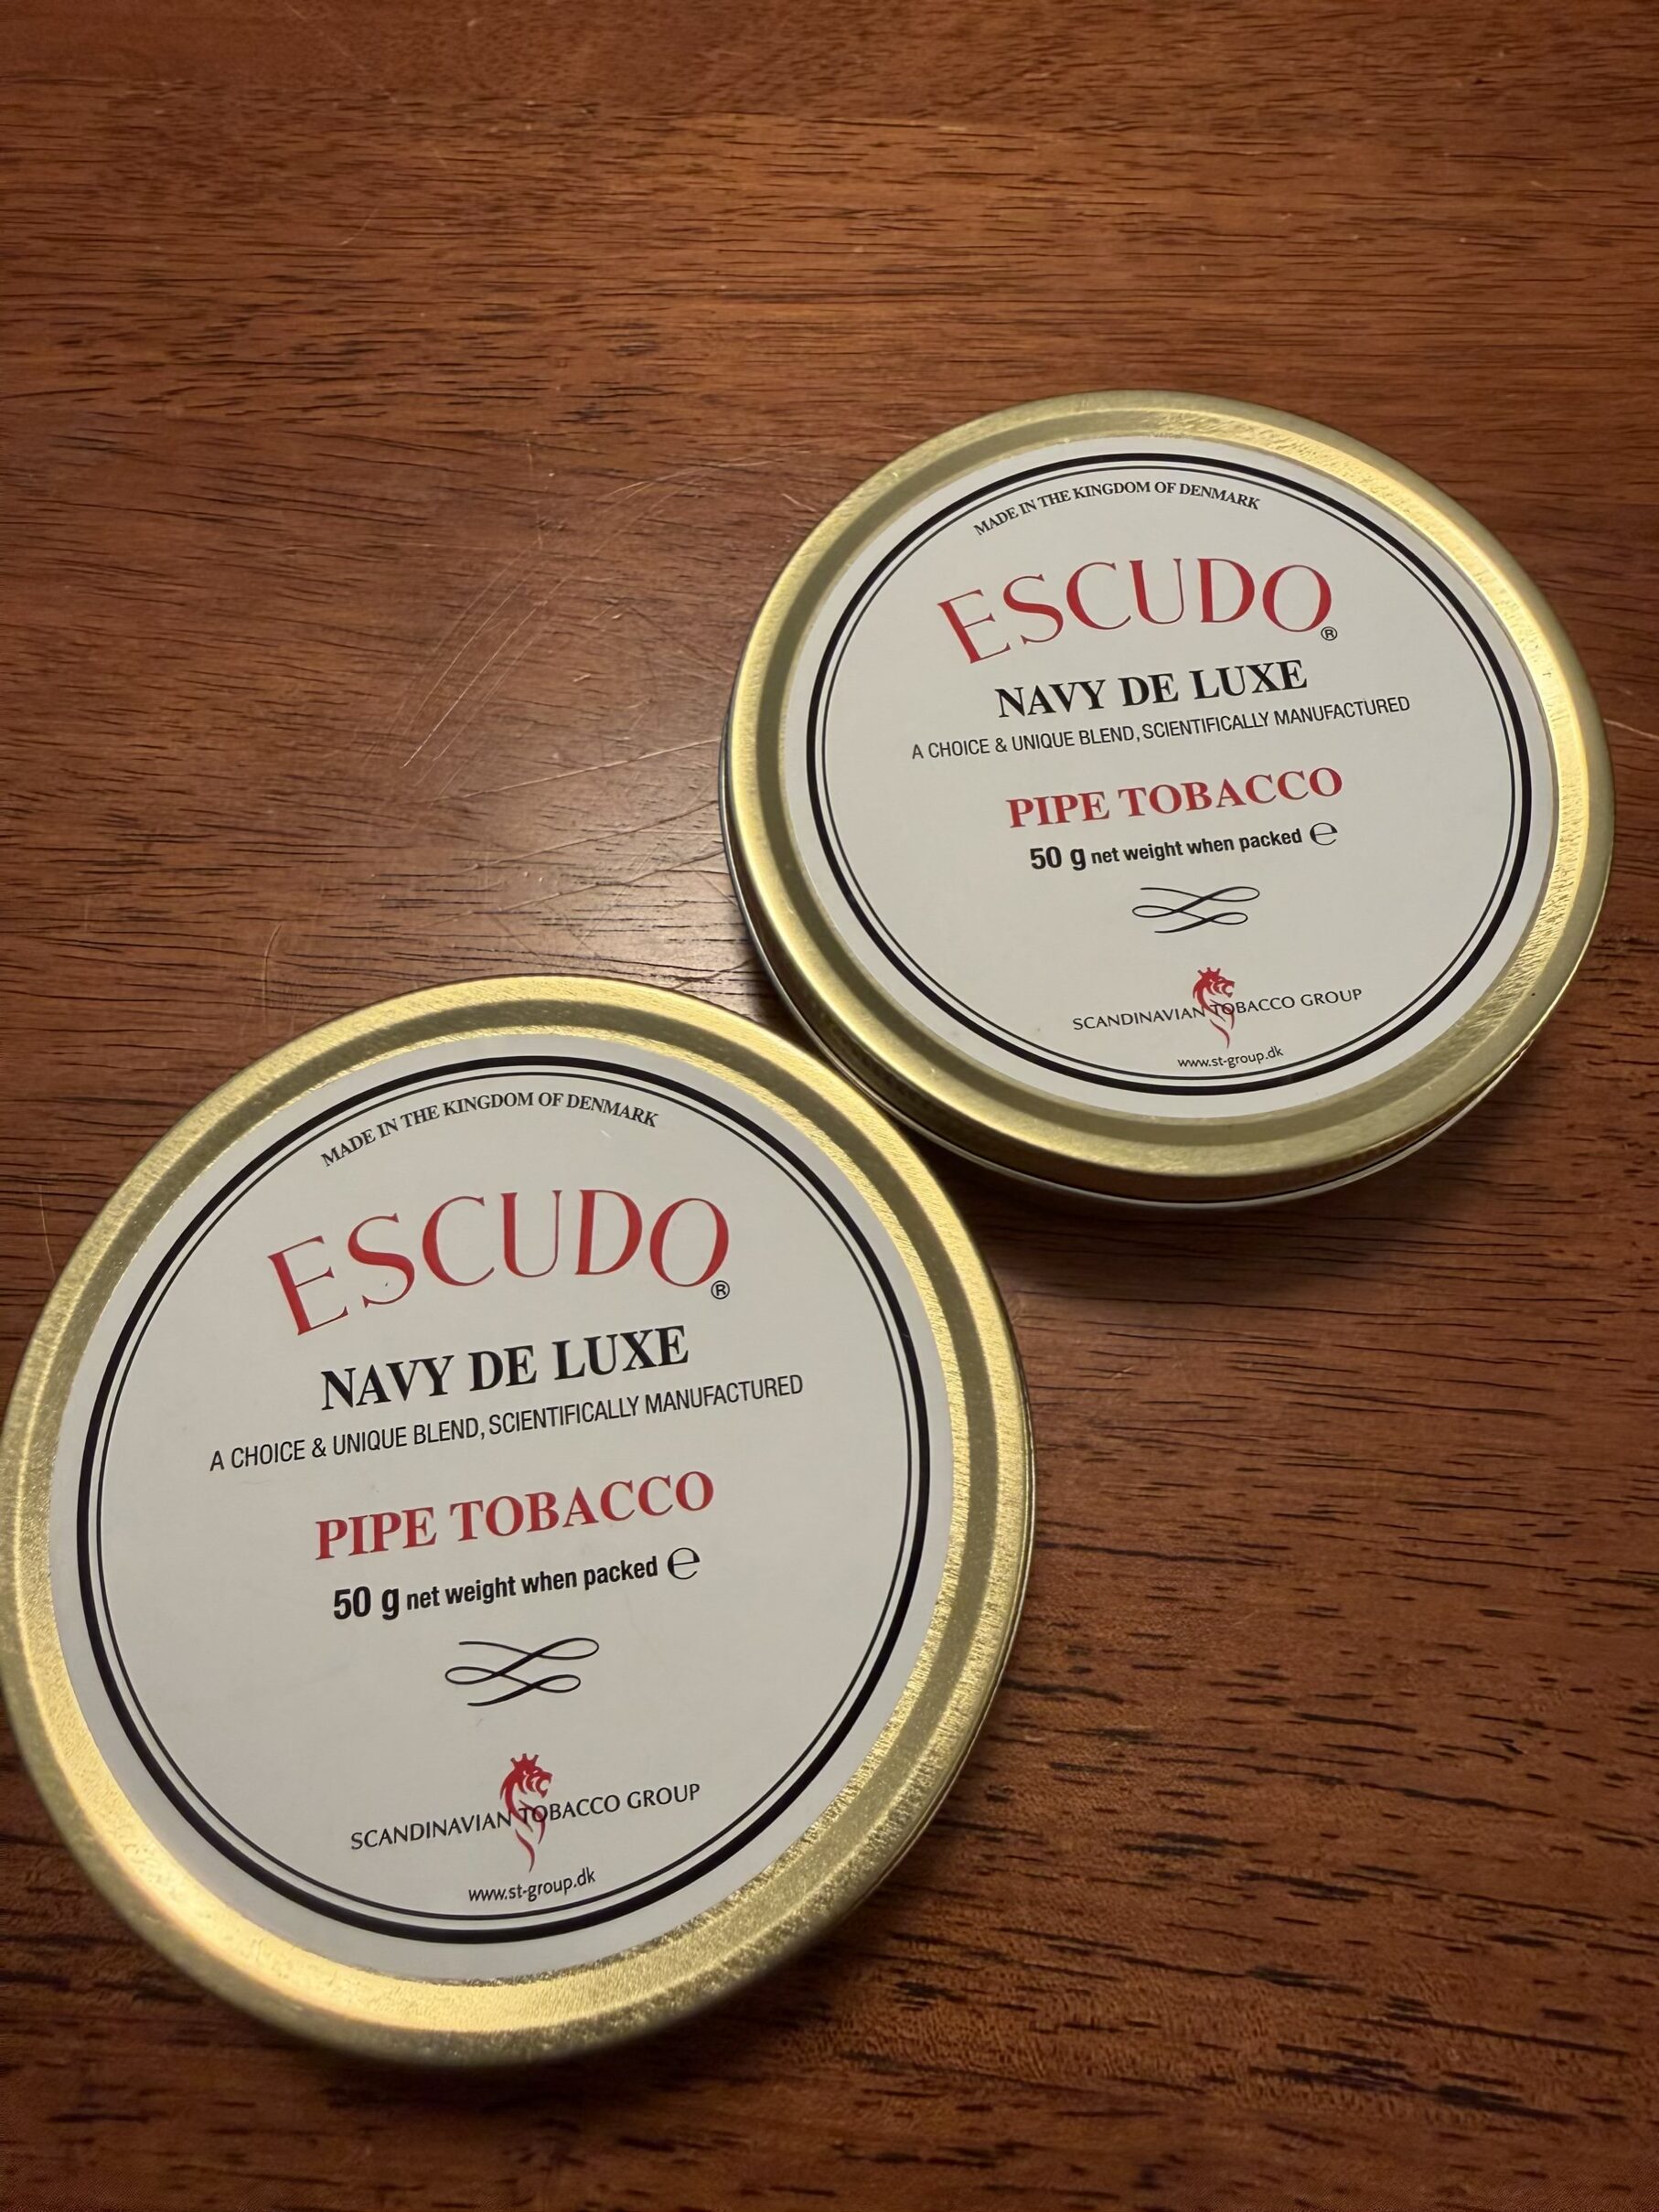 MADE IN THE KINGDOM OF DENMARK
ESCUDO®
NAVY DE LUXE
A CHOICE & UNIQUE BLEND, SCIENTIFICALLY MANUFACTURED
PIPE TOBACCO
50 g net weight when packed ℮
SCANDINAVIAN TOBACCO GROUP
www.st-group.dk
MADE IN THE KINGDOM OF DENMARK
ESCUDO®
NAVY DE LUXE
A CHOICE & UNIQUE BLEND, SCIENTIFICALLY MANUFACTURED
PIPE TOBACCO
50 g net weight when packed ℮
SCANDINAVIAN TOBACCO GROUP
www.st-group.dk